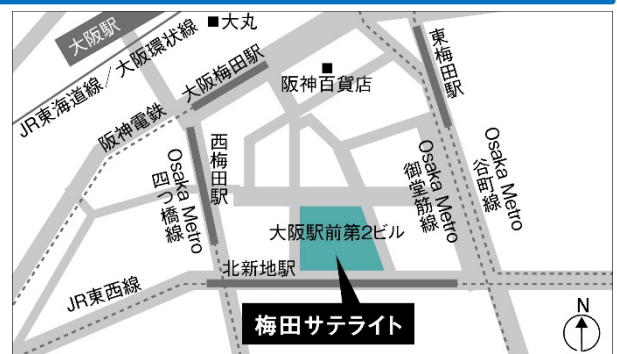 大阪駅
■大丸
JR東海道線／大阪環状線
大阪梅田駅
阪神電鉄
阪神百貨店
東梅田駅
西梅田駅
Osaka Metro
四つ橋線
Osaka Metro
御堂筋線
Osaka Metro
谷町線
大阪駅前第2ビル
北新地駅
JR東西線
梅田サテライト
N